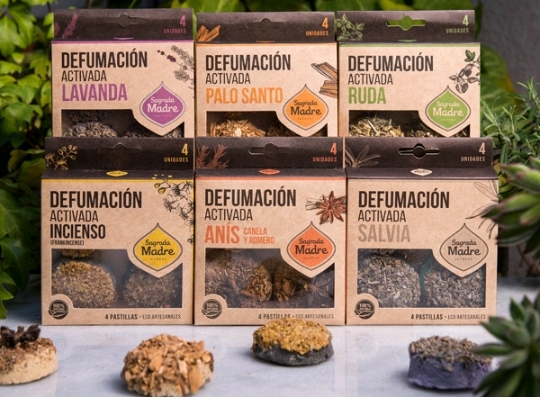 4
UNIDADES
DEFUMACIÓN
ACTIVADA
LAVANDA
Sagrada
Madre
4
UNIDADES
DEFUMACIÓN
ACTIVADA
PALO SANTO
Sagrada
Madre
4
UNIDADES
DEFUMACIÓN
ACTIVADA
RUDA
Sagrada
Madre
4
UNIDADES
DEFUMACIÓN
ACTIVADA
INCIENSO
(FRANKINCENSE)
Sagrada
Madre
100%
4 PASTILLAS - ECO ARTESANALES
4
UNIDADES
DEFUMACIÓN
ACTIVADA
ANÍS CANELA
Y ROMERO
Sagrada
Madre
100%
4 PASTILLAS - ECO ARTESANALES
4
UNIDADES
DEFUMACIÓN
ACTIVADA
SALVIA
Sagrada
Madre
100%
4 PASTILLAS - ECO ARTESANALES